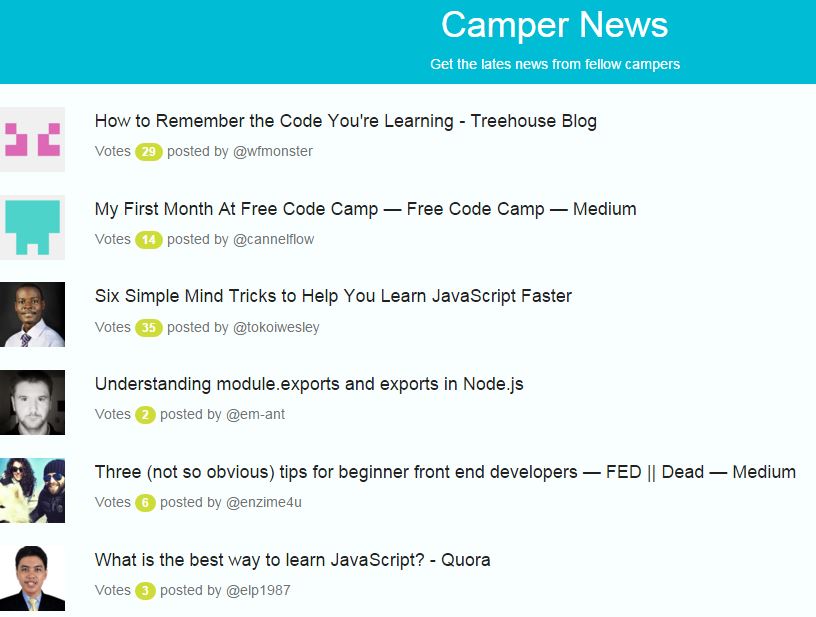 Camper News
Get the lates news from fellow campers
How to Remember the Code You're Learning - Treehouse Blog
Votes 29 posted by @wfmonster
My First Month At Free Code Camp — Free Code Camp — Medium
Votes 14 posted by @cannelflow
Six Simple Mind Tricks to Help You Learn JavaScript Faster
Votes 35 posted by @tokoiwesley
Understanding module.exports and exports in Node.js
Votes 2 posted by @em-ant
Three (not so obvious) tips for beginner front end developers — FED || Dead — Medium
Votes 6 posted by @enzime4u
What is the best way to learn JavaScript? - Quora
Votes 3 posted by @elp1987